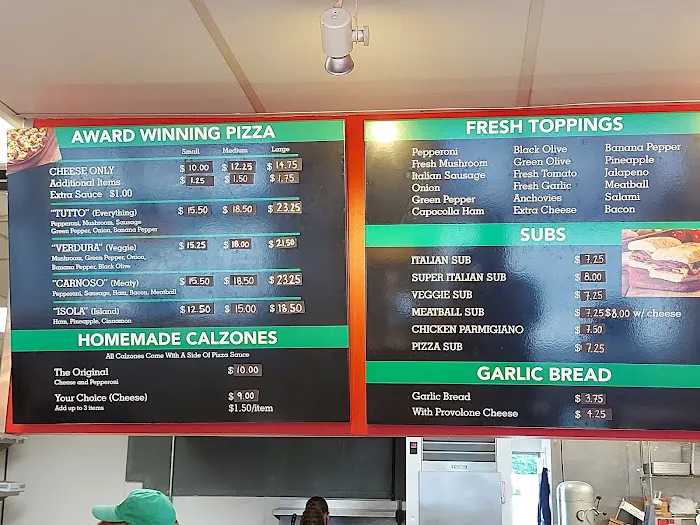 AWARD WINNING PIZZA
Small Medium Large
CHEESE ONLY $ 10.00 $ 12.25 $ 14.75
Additional Items $ 1.25 $ 1.50 $ 1.75
Extra Sauce $1.00
"TUTTO" (Everything) $ 15.50 $ 18.50 $ 23.25
Pepperoni, Mushroom, Sausage
Green Pepper, Onion, Banana Pepper
"VERDURA" (Veggie) $ 15.25 $ 18.00 $ 21.50
Mushroom, Green Pepper, Onion,
Banana Pepper, Black Olive
"CARNOSO" (Meaty) $ 15.50 $ 18.50 $ 23.25
Pepperoni, Sausage, Ham, Bacon, Meatball
"ISOLA" (Island) $ 12.50 $ 15.00 $ 18.50
Ham, Pineapple, Cinnamon
HOMEMADE CALZONES
All Calzones Come With A Side Of Pizza Sauce
The Original $ 10.00
Cheese and Pepperoni
Your Choice (Cheese) $ 9.00
Add up to 3 items $1.50/item
FRESH TOPPINGS
Pepperoni Black Olive Banana Pepper
Fresh Mushroom Green Olive Pineapple
Italian Sausage Fresh Tomato Jalapeno
Onion Fresh Garlic Meatball
Green Pepper Anchovies Salami
Capocolla Ham Extra Cheese Bacon
SUBS
ITALIAN SUB $ 7.25
SUPER ITALIAN SUB $ 8.00
VEGGIE SUB $ 7.25
MEATBALL SUB $ 7.25 $8.00 w/ cheese
CHICKEN PARMIGIANO $ 7.50
PIZZA SUB $ 7.25
GARLIC BREAD
Garlic Bread $ 3.75
With Provolone Cheese $ 4.25